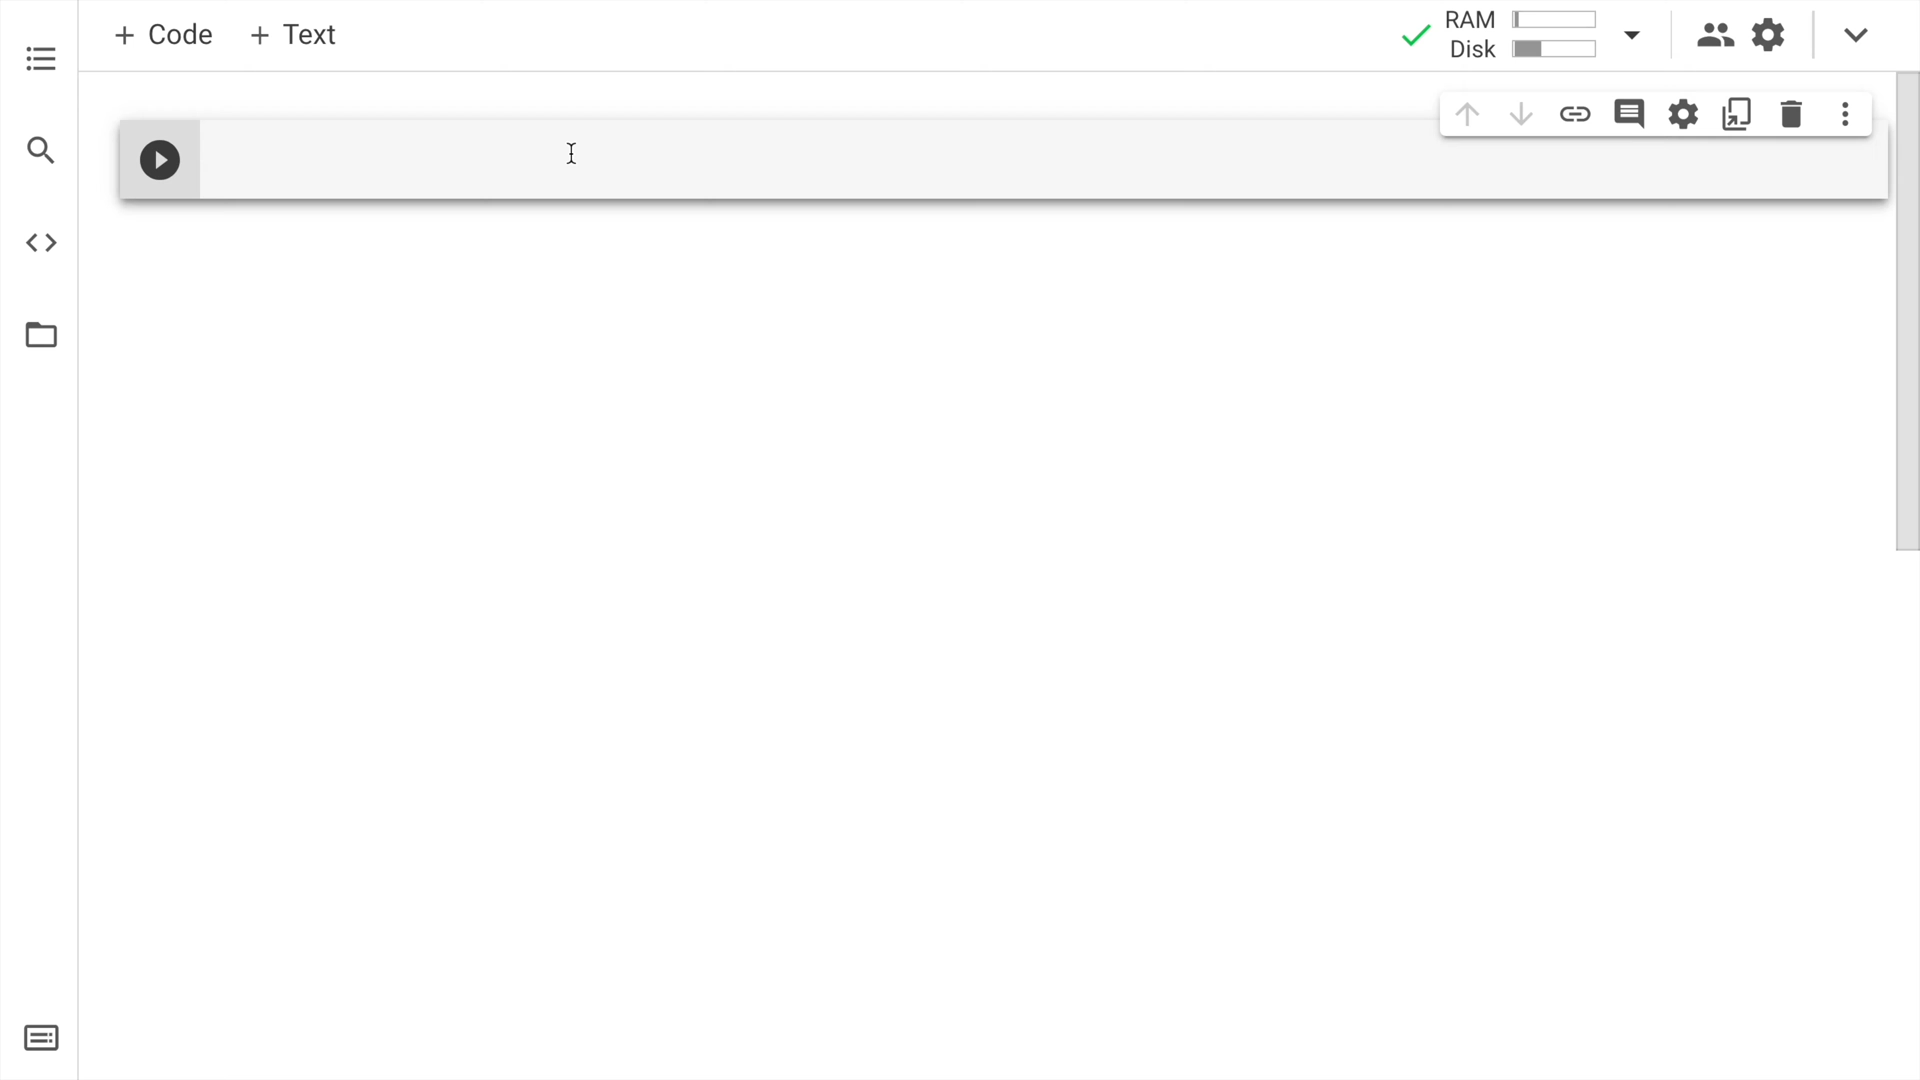 + Code + Text
RAM
Disk